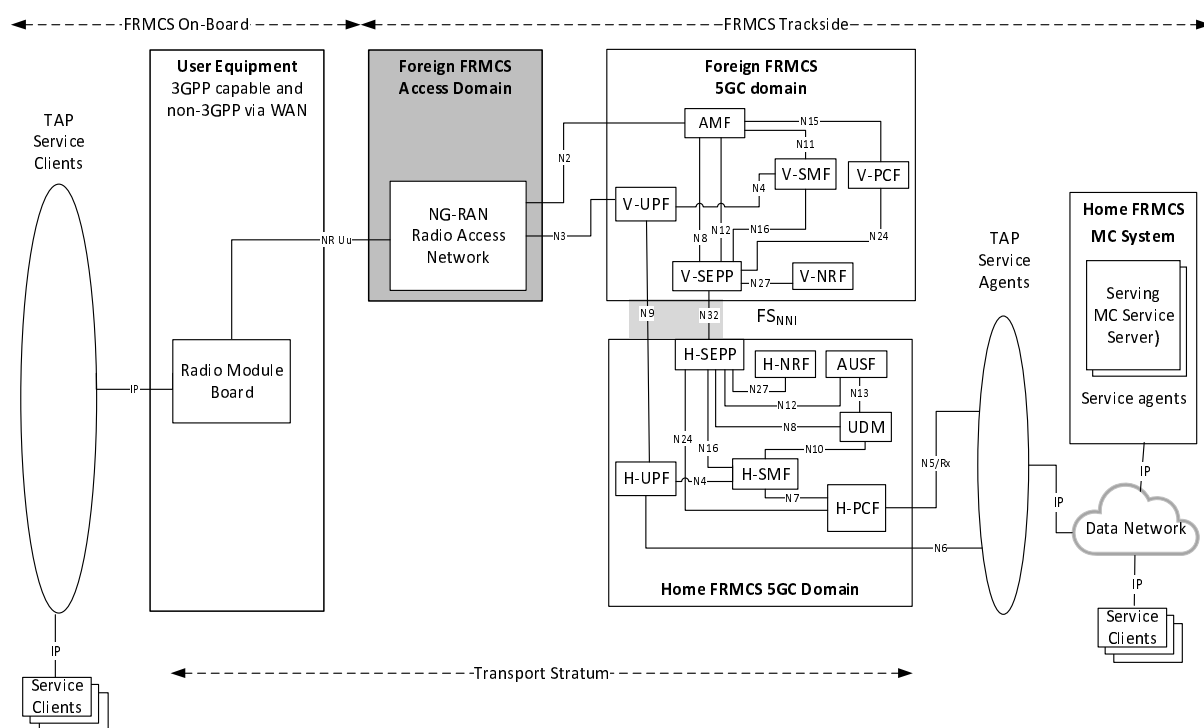 FRMCS On-Board
FRMCS Trackside
User Equipment
3GPP capable and
non-3GPP via WAN
Foreign FRMCS
Access Domain
Foreign FRMCS
5GC domain
TAP
Service
Clients
AMF
N15
N11
N2
V-SMF
V-PCF
N4
V-UPF
NG-RAN
Radio Access
Network
NR Uu
N3
N8
N12
N16
N24
V-SEPP
N27
V-NRF
TAP
Service
Agents
Home FRMCS
MC System
Serving
MC Service
Server)
Service agents
N9
N32
FSNNI
H-SEPP
H-NRF
AUSF
N27
N13
N12
Radio Module
Board
IP
N8
UDM
N24
N16
N10
H-UPF
N4
H-SMF
N7
H-PCF
N5/Rx
N6
IP
IP
Data Network
IP
Home FRMCS 5GC Domain
Service
Clients
IP
Transport Stratum
Service
Clients